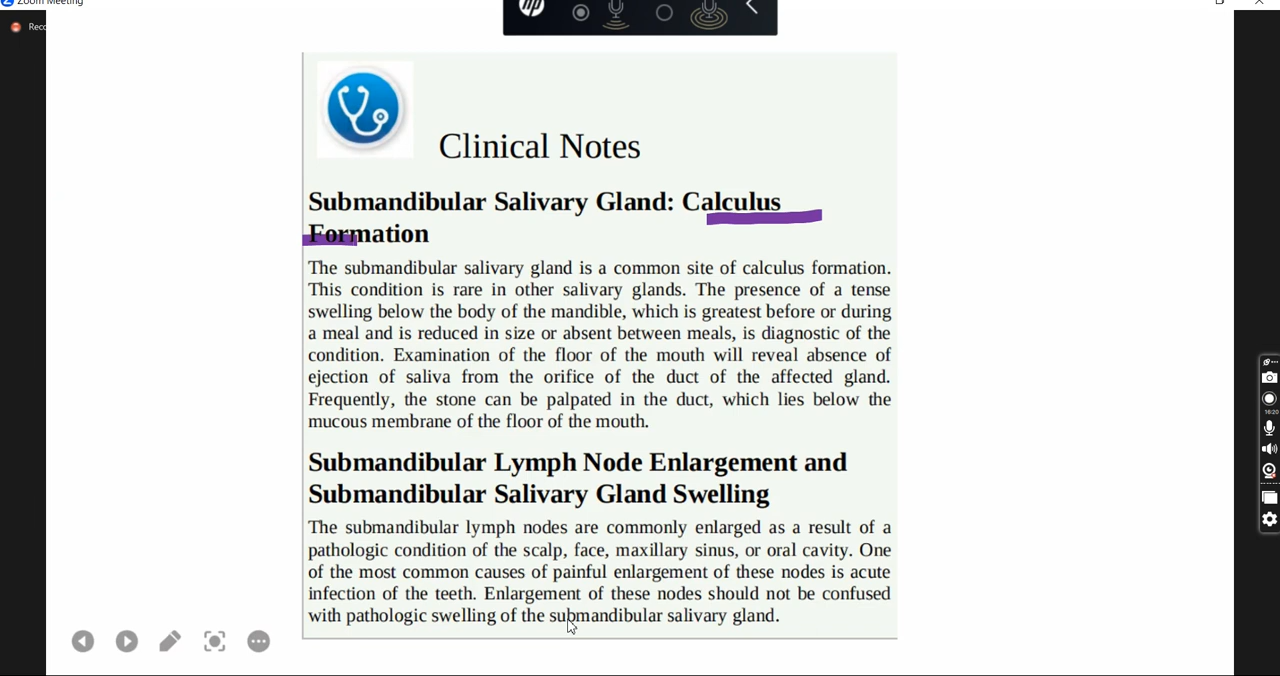 Zoom Meeting
Reco
hp
Clinical Notes
Submandibular Salivary Gland: Calculus
Formation
The submandibular salivary gland is a common site of calculus formation.
This condition is rare in other salivary glands. The presence of a tense
swelling below the body of the mandible, which is greatest before or during
a meal and is reduced in size or absent between meals, is diagnostic of the
condition. Examination of the floor of the mouth will reveal absence of
ejection of saliva from the orifice of the duct of the affected gland.
Frequently, the stone can be palpated in the duct, which lies below the
mucous membrane of the floor of the mouth.
Submandibular Lymph Node Enlargement and
Submandibular Salivary Gland Swelling
The submandibular lymph nodes are commonly enlarged as a result of a
pathologic condition of the scalp, face, maxillary sinus, or oral cavity. One
of the most common causes of painful enlargement of these nodes is acute
infection of the teeth. Enlargement of these nodes should not be confused
with pathologic swelling of the submandibular salivary gland.
16:20